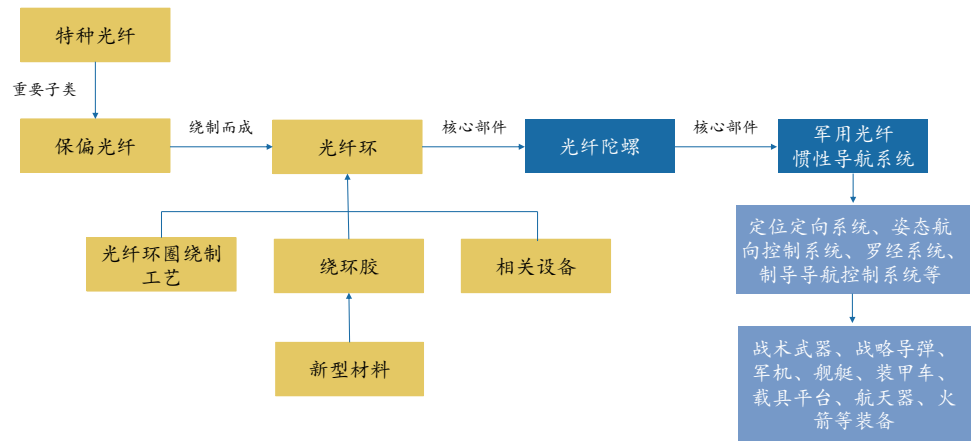 特种光纤
重要子类
保偏光纤
绕制而成
光纤环
核心部件
光纤陀螺
核心部件
军用光纤
惯性导航系统
光纤环圈绕制
工艺
绕环胶
相关设备
新型材料
定位定向系统、姿态航
向控制系统、罗经系统、
制导导航控制系统等
战术武器、战略导弹、
军机、舰艇、装甲车、
载具平台、航天器、火
箭等装备